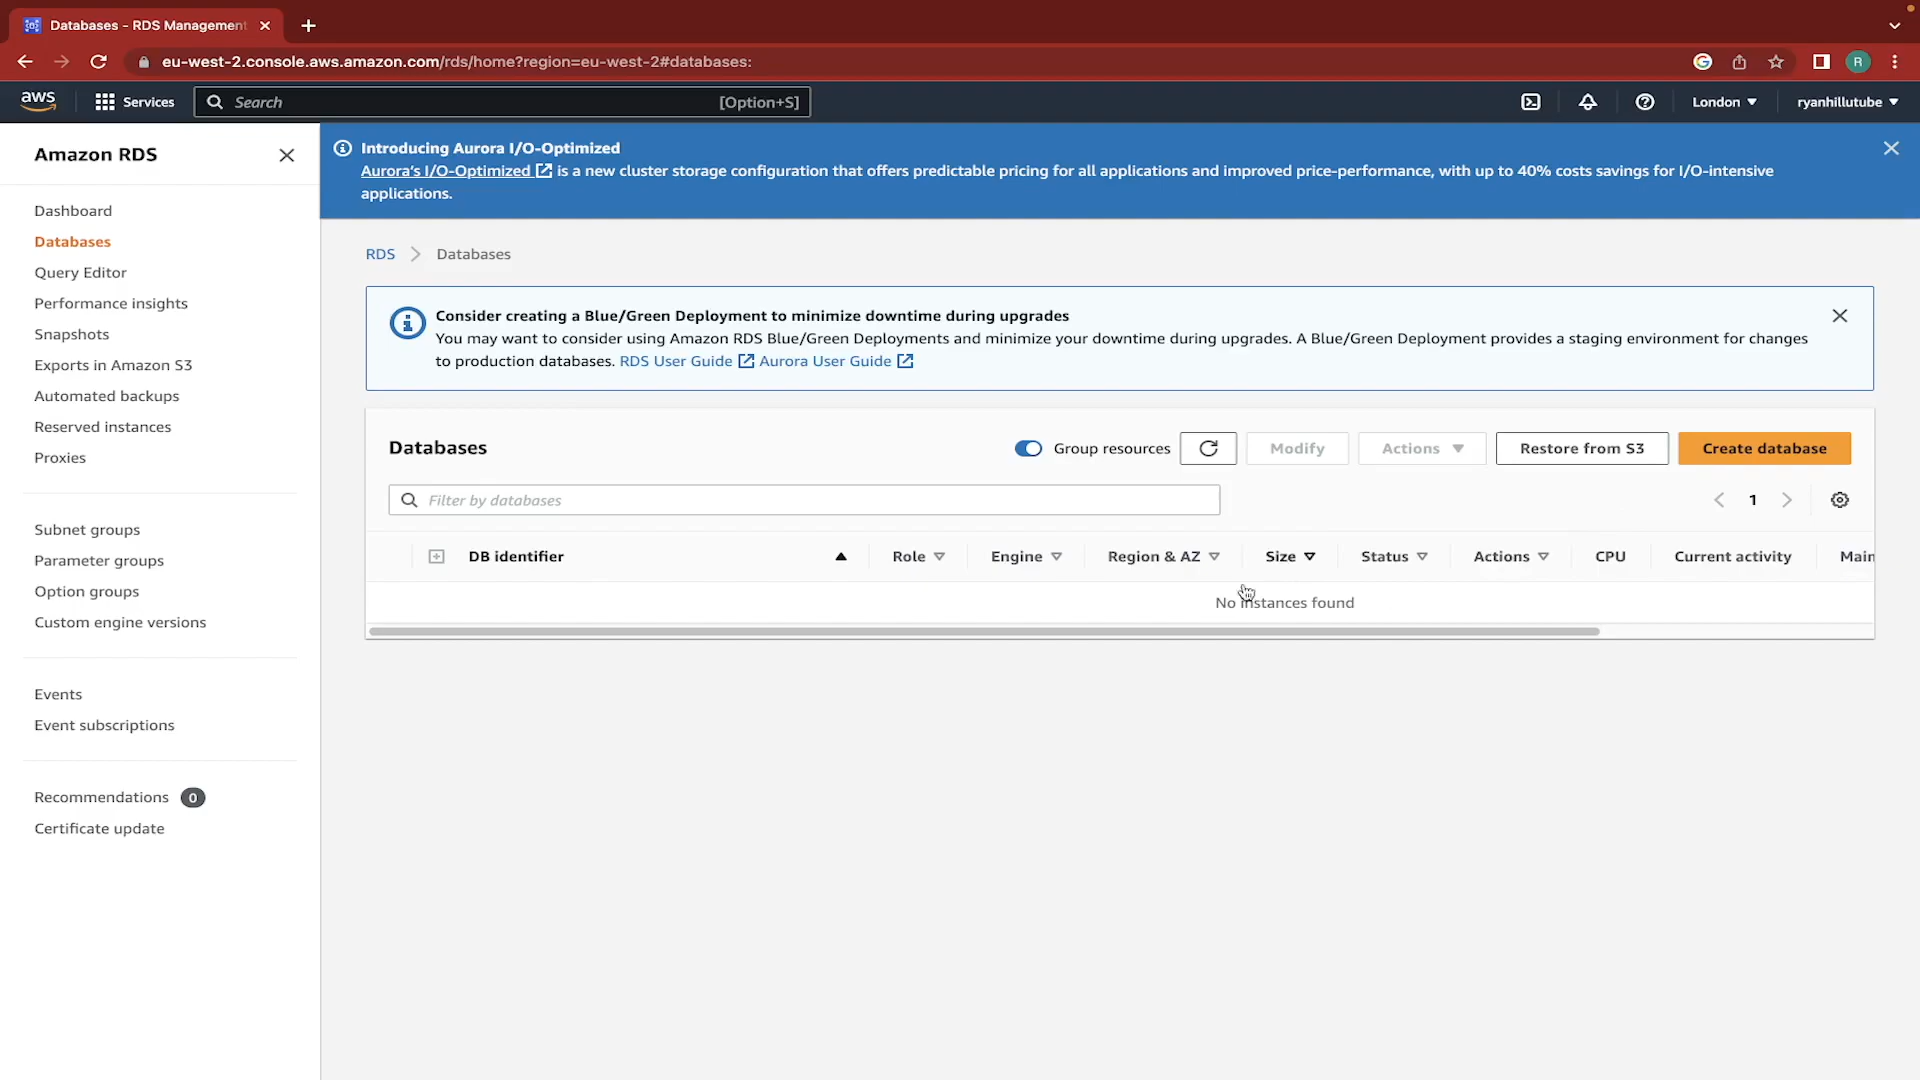 Databases - RDS Management
eu-west-2.console.aws.amazon.com/rds/home?region=eu-west-2#databases:
R
aws
Services
Search
[Option+S]
London
ryanhillutube
Amazon RDS
Dashboard
Databases
Query Editor
Performance insights
Snapshots
Exports in Amazon S3
Automated backups
Reserved instances
Proxies
Subnet groups
Parameter groups
Option groups
Custom engine versions
Events
Event subscriptions
Recommendations 0
Certificate update
Introducing Aurora I/O-Optimized
Aurora's I/O-Optimized is a new cluster storage configuration that offers predictable pricing for all applications and improved price-performance, with up to 40% costs savings for I/O-intensive
applications.
RDS > Databases
Consider creating a Blue/Green Deployment to minimize downtime during upgrades
You may want to consider using Amazon RDS Blue/Green Deployments and minimize your downtime during upgrades. A Blue/Green Deployment provides a staging environment for changes
to production databases. RDS User Guide Aurora User Guide
Databases
Group resources
Modify
Actions
Restore from S3
Create database
Filter by databases
1
DB identifier Role Engine Region & AZ Size Status Actions CPU Current activity Main
No instances found